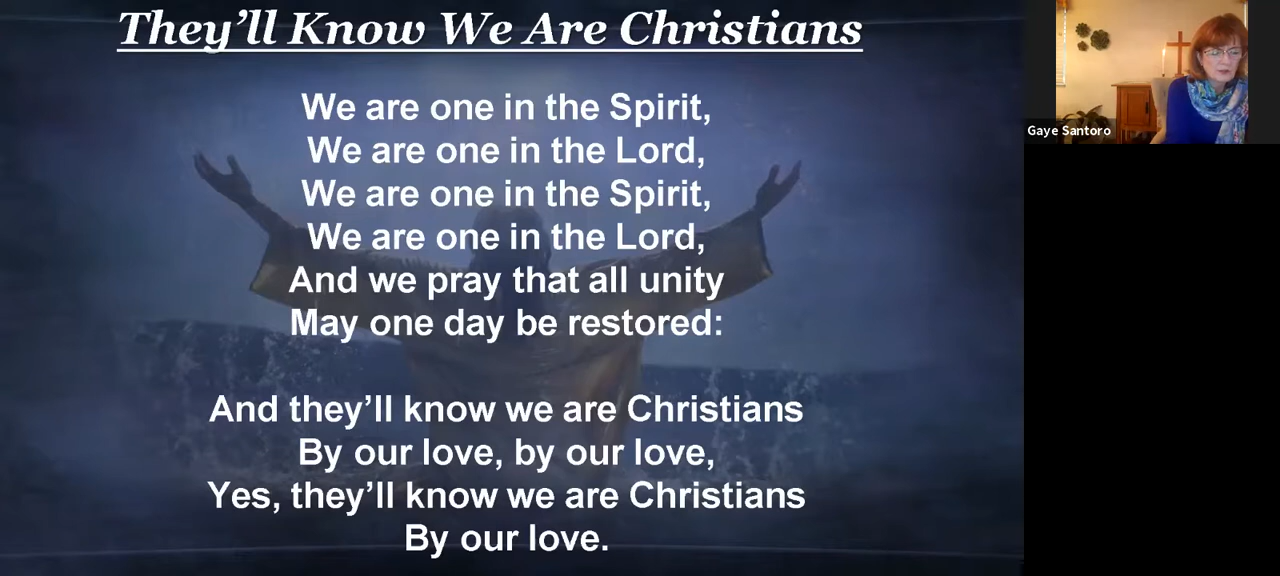 They’ll Know We Are Christians
We are one in the Spirit,
We are one in the Lord,
We are one in the Spirit,
We are one in the Lord,
And we pray that all unity
May one day be restored:
And they’ll know we are Christians
By our love, by our love,
Yes, they’ll know we are Christians
By our love.
Gaye Santoro